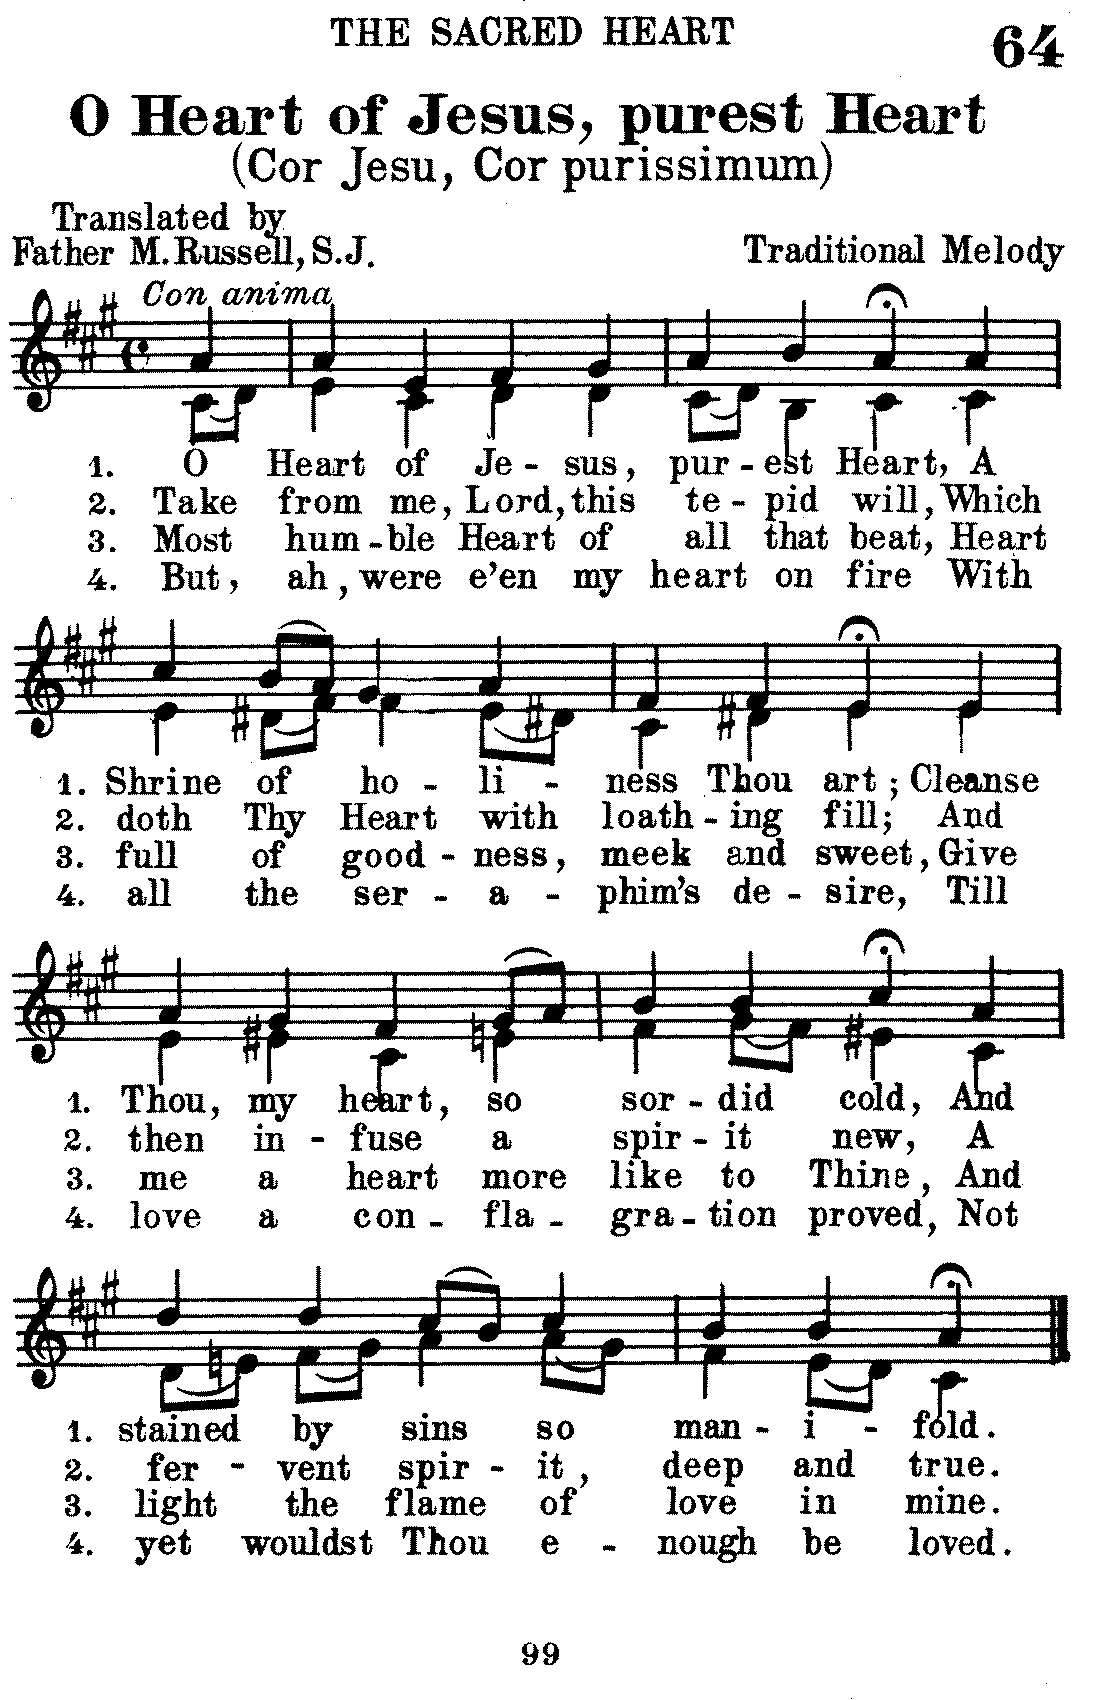 THE SACRED HEART
64
O Heart of Jesus, purest Heart
(Cor Jesu, Cor purissimum)
Translated by
Father M. Russell, S.J.
Traditional Melody
Con anima
1. O Heart of Je - sus, pur - est Heart, A
2. Take from me, Lord, this te - pid will, Which
3. Most hum - ble Heart of all that beat, Heart
4. But, ah, were e'en my heart on fire With
1. Shrine of ho - li - ness Thou art; Cleanse
2. doth Thy Heart with loath - ing fill; And
3. full of good - ness, meek and sweet, Give
4. all the ser - a - phim's de - sire, Till
1. Thou, my heart, so sor - did cold, And
2. then in - fuse a spir - it new, A
3. me a heart more like to Thine, And
4. love a con - fla - gra - tion proved, Not
1. stained by sins so man - i - fold.
2. fer - vent spir - it, deep and true.
3. light the flame of love in mine.
4. yet wouldst Thou e - nough be loved.
99